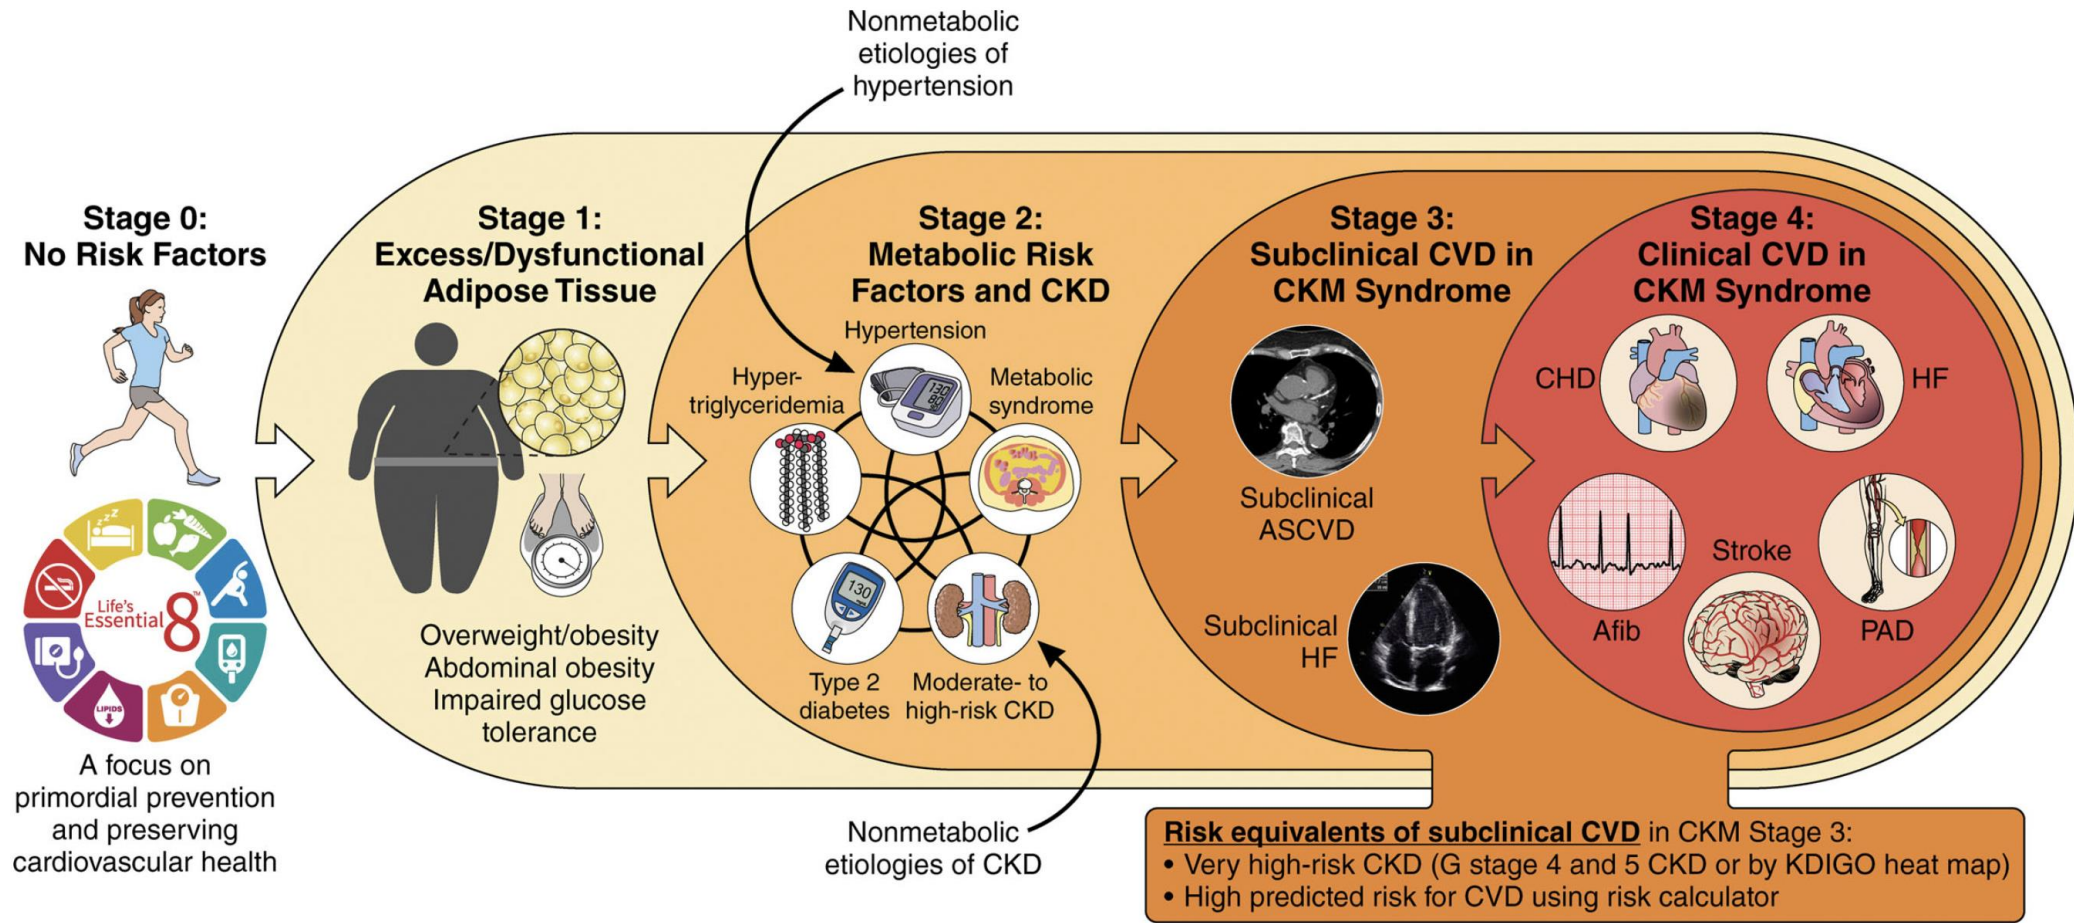 Nonmetabolic
etiologies of
hypertension
Stage 0:
No Risk Factors
Life's
Essential 8™
LIPIDS
A focus on
primordial prevention
and preserving
cardiovascular health
Stage 1:
Excess/Dysfunctional
Adipose Tissue
Overweight/obesity
Abdominal obesity
Impaired glucose
tolerance
Stage 2:
Metabolic Risk
Factors and CKD
Hypertension
130
80
Hyper-
triglyceridemia
Metabolic
syndrome
130
Type 2
diabetes
Moderate- to
high-risk CKD
Nonmetabolic
etiologies of CKD
Stage 3:
Subclinical CVD in
CKM Syndrome
Subclinical
ASCVD
Subclinical
HF
Stage 4:
Clinical CVD in
CKM Syndrome
CHD
HF
Afib
Stroke
PAD
Risk equivalents of subclinical CVD in CKM Stage 3:
• Very high-risk CKD (G stage 4 and 5 CKD or by KDIGO heat map)
• High predicted risk for CVD using risk calculator